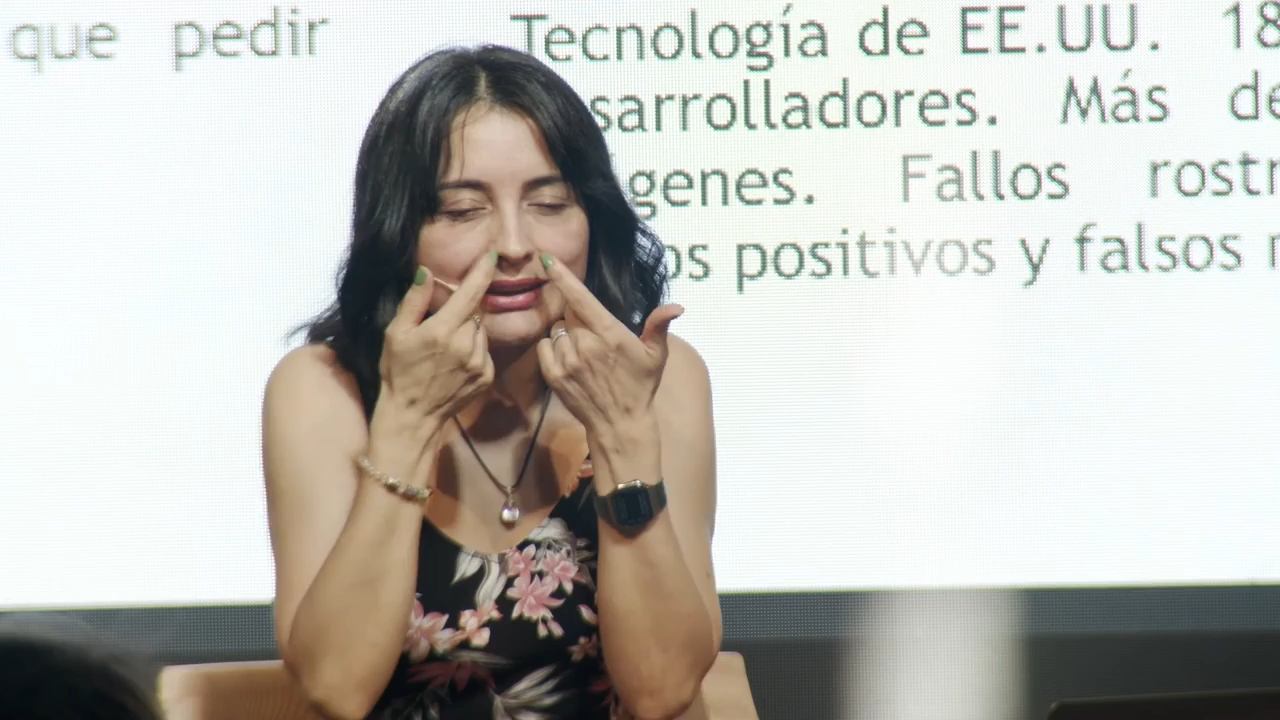 que pedir
Tecnología de EE.UU. 18
sarrolladores. Más de
genes. Fallos rostr
os positivos y falsos